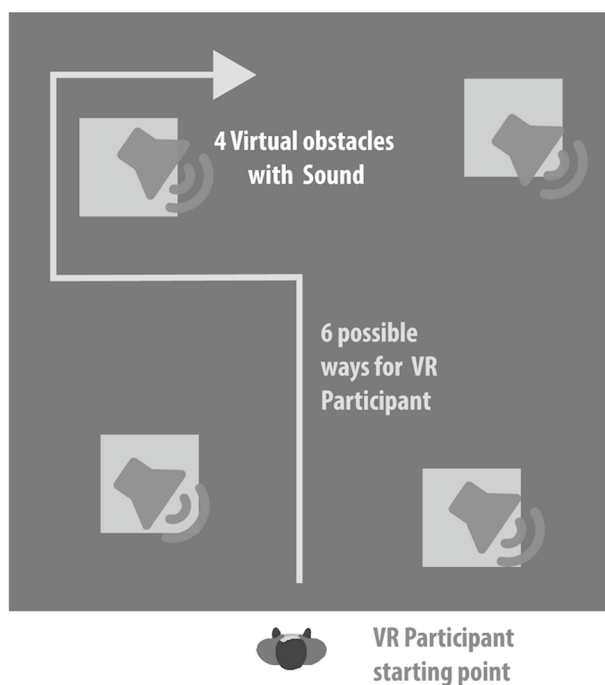 4 Virtual obstacles
with Sound
6 possible
ways for VR
Participant
VR Participant
starting point